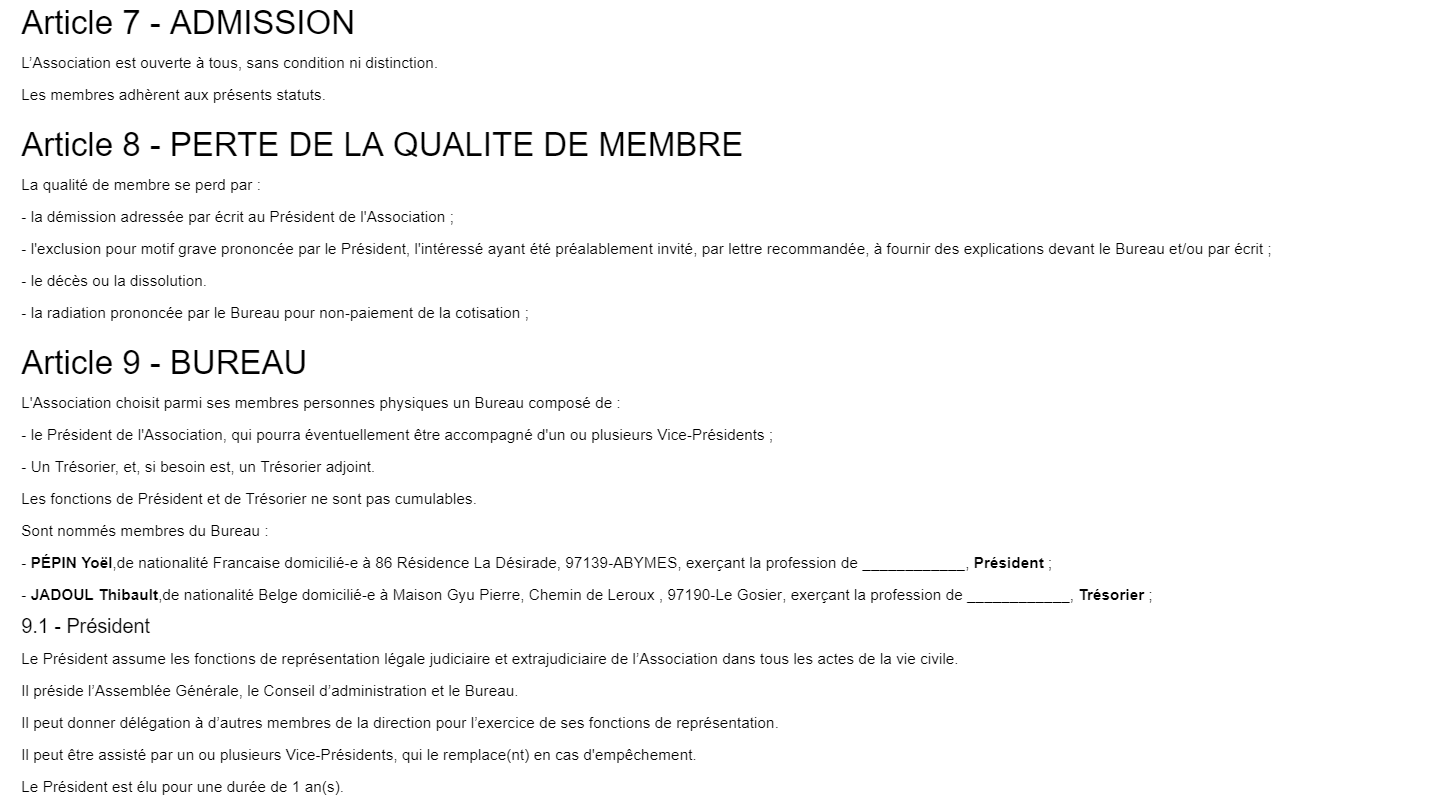 Article 7 - ADMISSION
L’Association est ouverte à tous, sans condition ni distinction.
Les membres adhèrent aux présents statuts.
Article 8 - PERTE DE LA QUALITE DE MEMBRE
La qualité de membre se perd par :
- la démission adressée par écrit au Président de l'Association ;
- l'exclusion pour motif grave prononcée par le Président, l'intéressé ayant été préalablement invité, par lettre recommandée, à fournir des explications devant le Bureau et/ou par écrit ;
- le décès ou la dissolution.
- la radiation prononcée par le Bureau pour non-paiement de la cotisation ;
Article 9 - BUREAU
L'Association choisit parmi ses membres personnes physiques un Bureau composé de :
- le Président de l'Association, qui pourra éventuellement être accompagné d'un ou plusieurs Vice-Présidents ;
- Un Trésorier, et, si besoin est, un Trésorier adjoint.
Les fonctions de Président et de Trésorier ne sont pas cumulables.
Sont nommés membres du Bureau :
- PÉPIN Yoël,de nationalité Francaise domicilié-e à 86 Résidence La Désirade, 97139-ABYMES, exerçant la profession de ____________, Président ;
- JADOUL Thibault,de nationalité Belge domicilié-e à Maison Gyu Pierre, Chemin de Leroux , 97190-Le Gosier, exerçant la profession de ____________, Trésorier ;
9.1 - Président
Le Président assume les fonctions de représentation légale judiciaire et extrajudiciaire de l’Association dans tous les actes de la vie civile.
Il préside l’Assemblée Générale, le Conseil d’administration et le Bureau.
Il peut donner délégation à d’autres membres de la direction pour l’exercice de ses fonctions de représentation.
Il peut être assisté par un ou plusieurs Vice-Présidents, qui le remplace(nt) en cas d'empêchement.
Le Président est élu pour une durée de 1 an(s).